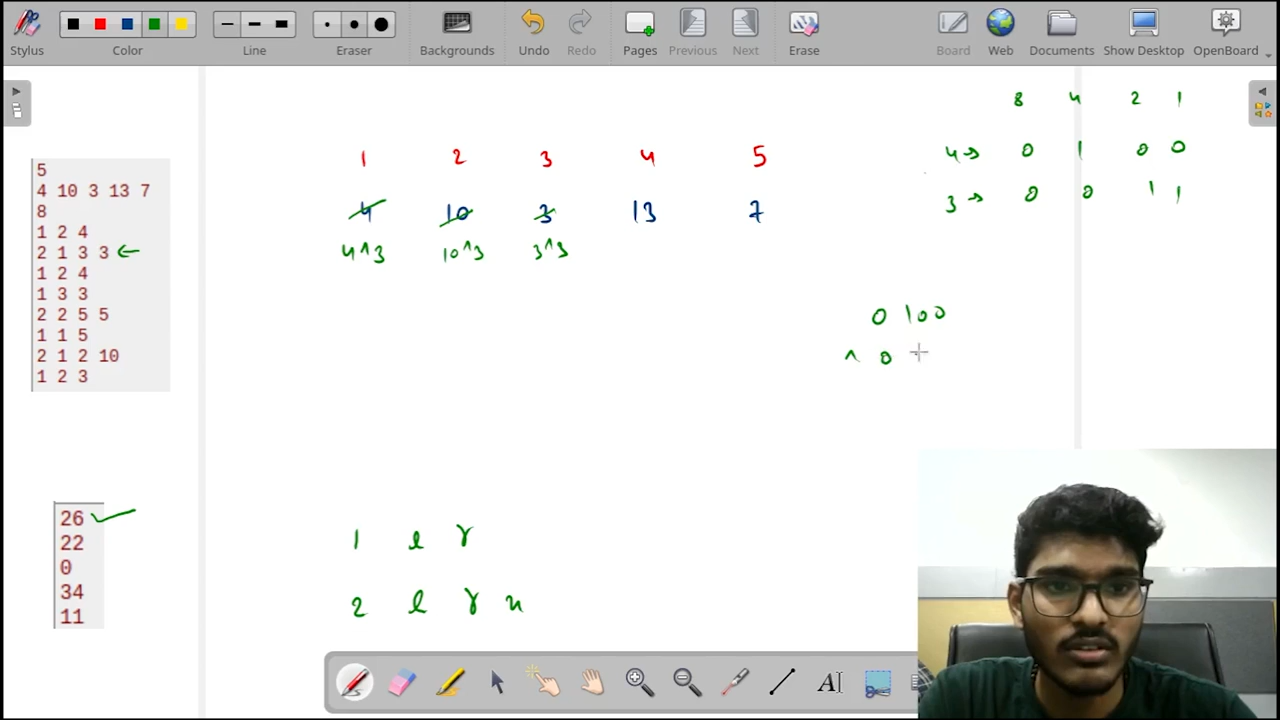 Stylus Color Line Eraser Backgrounds Undo Redo Pages Previous Next Erase Board Web Documents Show Desktop OpenBoard
8 4 2 1
4→ 0 1 0 0
3→ 0 0 1 1
1 2 3 4 5
4 10 3 13 7
4^3 10^3 3^3
0 100
^ 0
5
4 10 3 13 7
8
1 2 4
2 1 3 3 ←
1 2 4
1 3 3
2 2 5 5
1 1 5
2 1 2 10
1 2 3
26 ✓
22
0
34
11
1 l r
2 l r x
AI